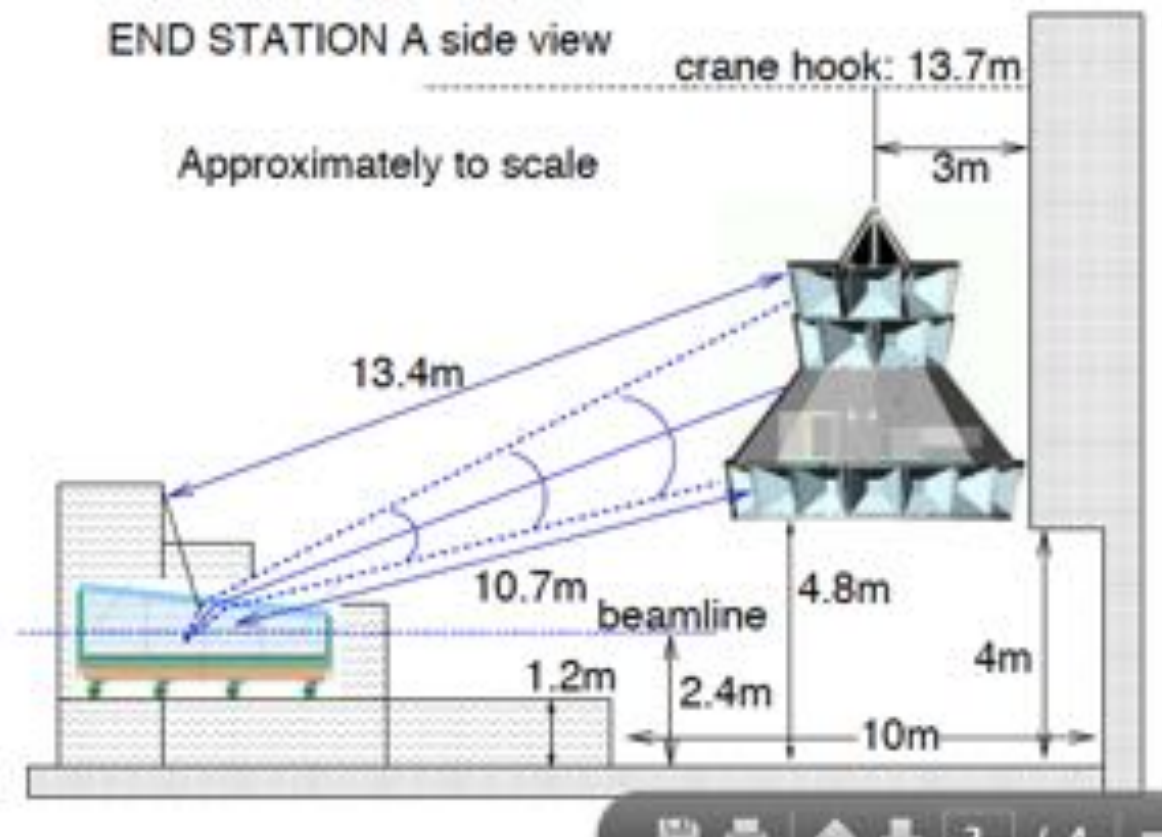 END STATION A side view
crane hook: 13.7m
Approximately to scale
3m
13.4m
10.7m
beamline
4.8m
1.2m
2.4m
4m
10m